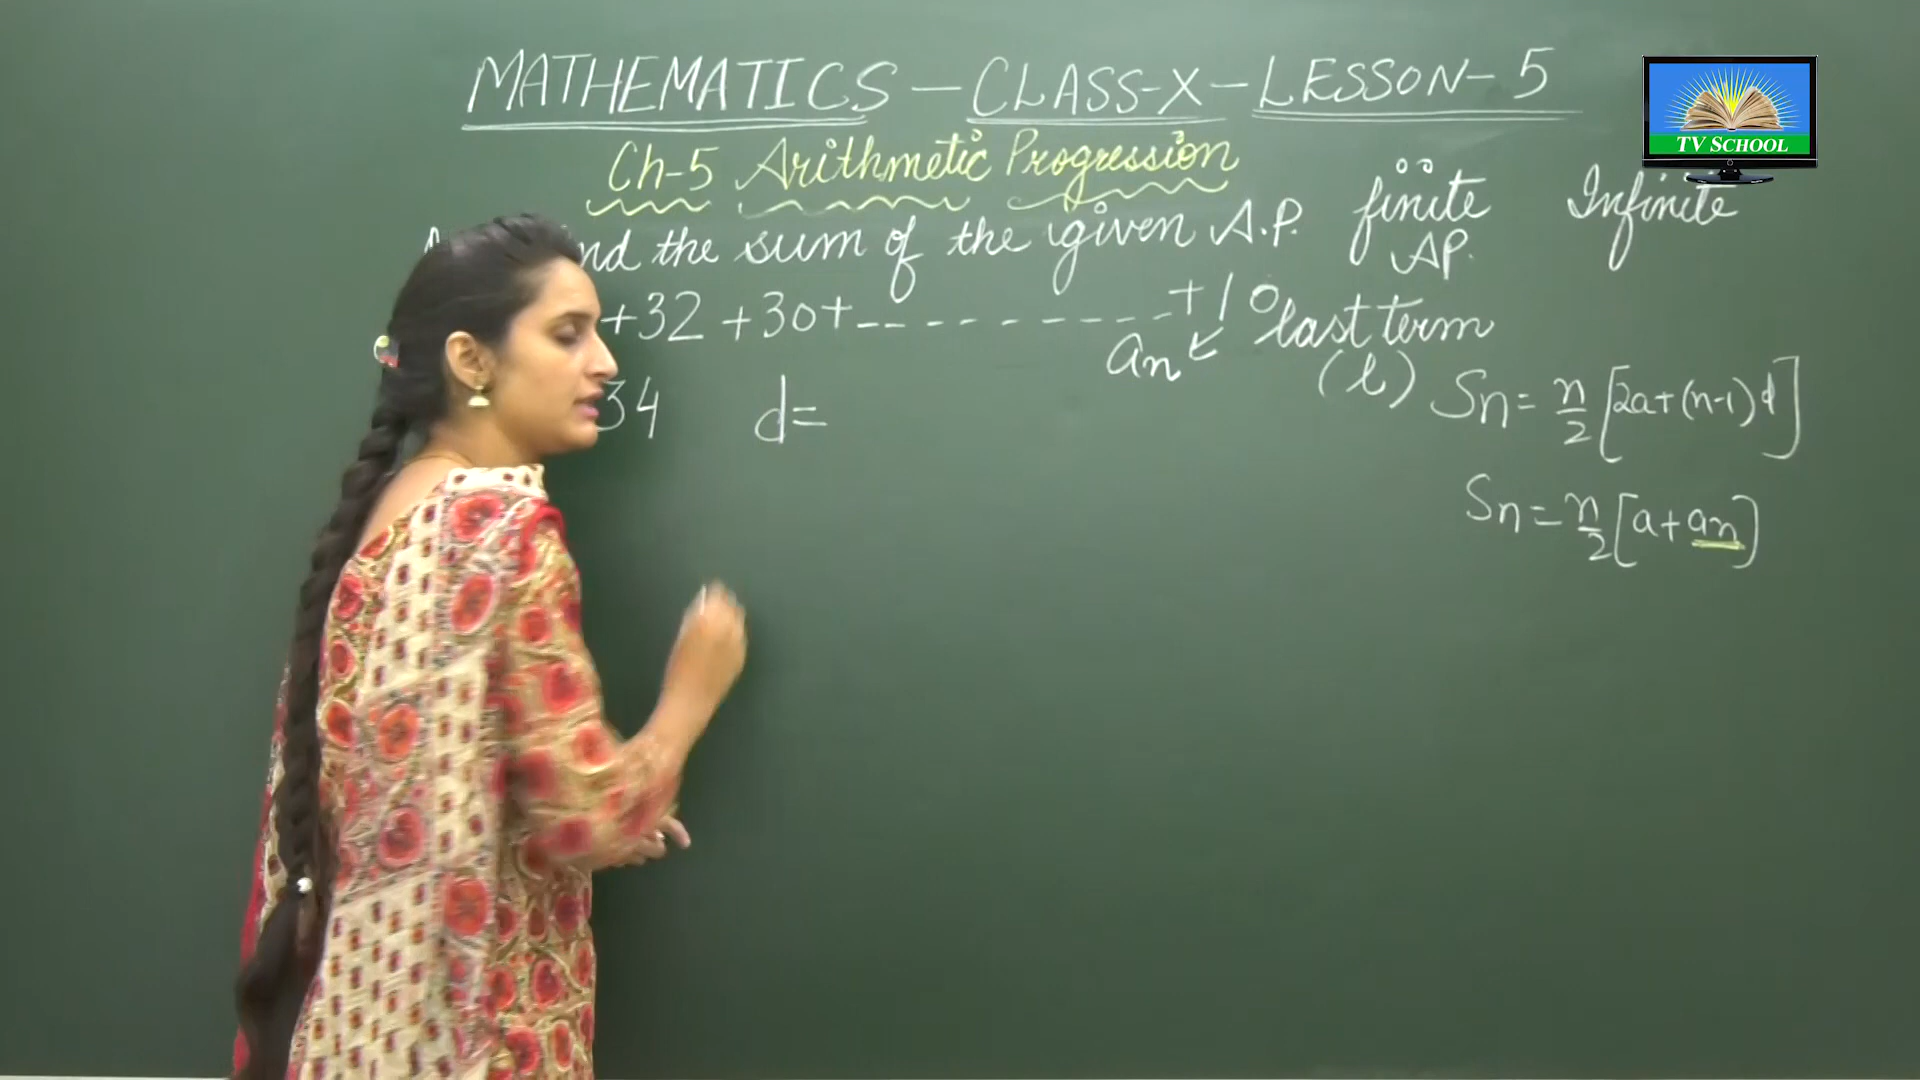 MATHEMATICS - CLASS-X - LESSON-5
TV SCHOOL
Ch-5 Arithmetic Progression
the sum of the given A.P. finite AP. Infinite
+32 +30+ ---------- +10 last term (l)
an
34 d=
Sn = n/2 [2a+(n-1)d]
Sn = n/2 [a+an]